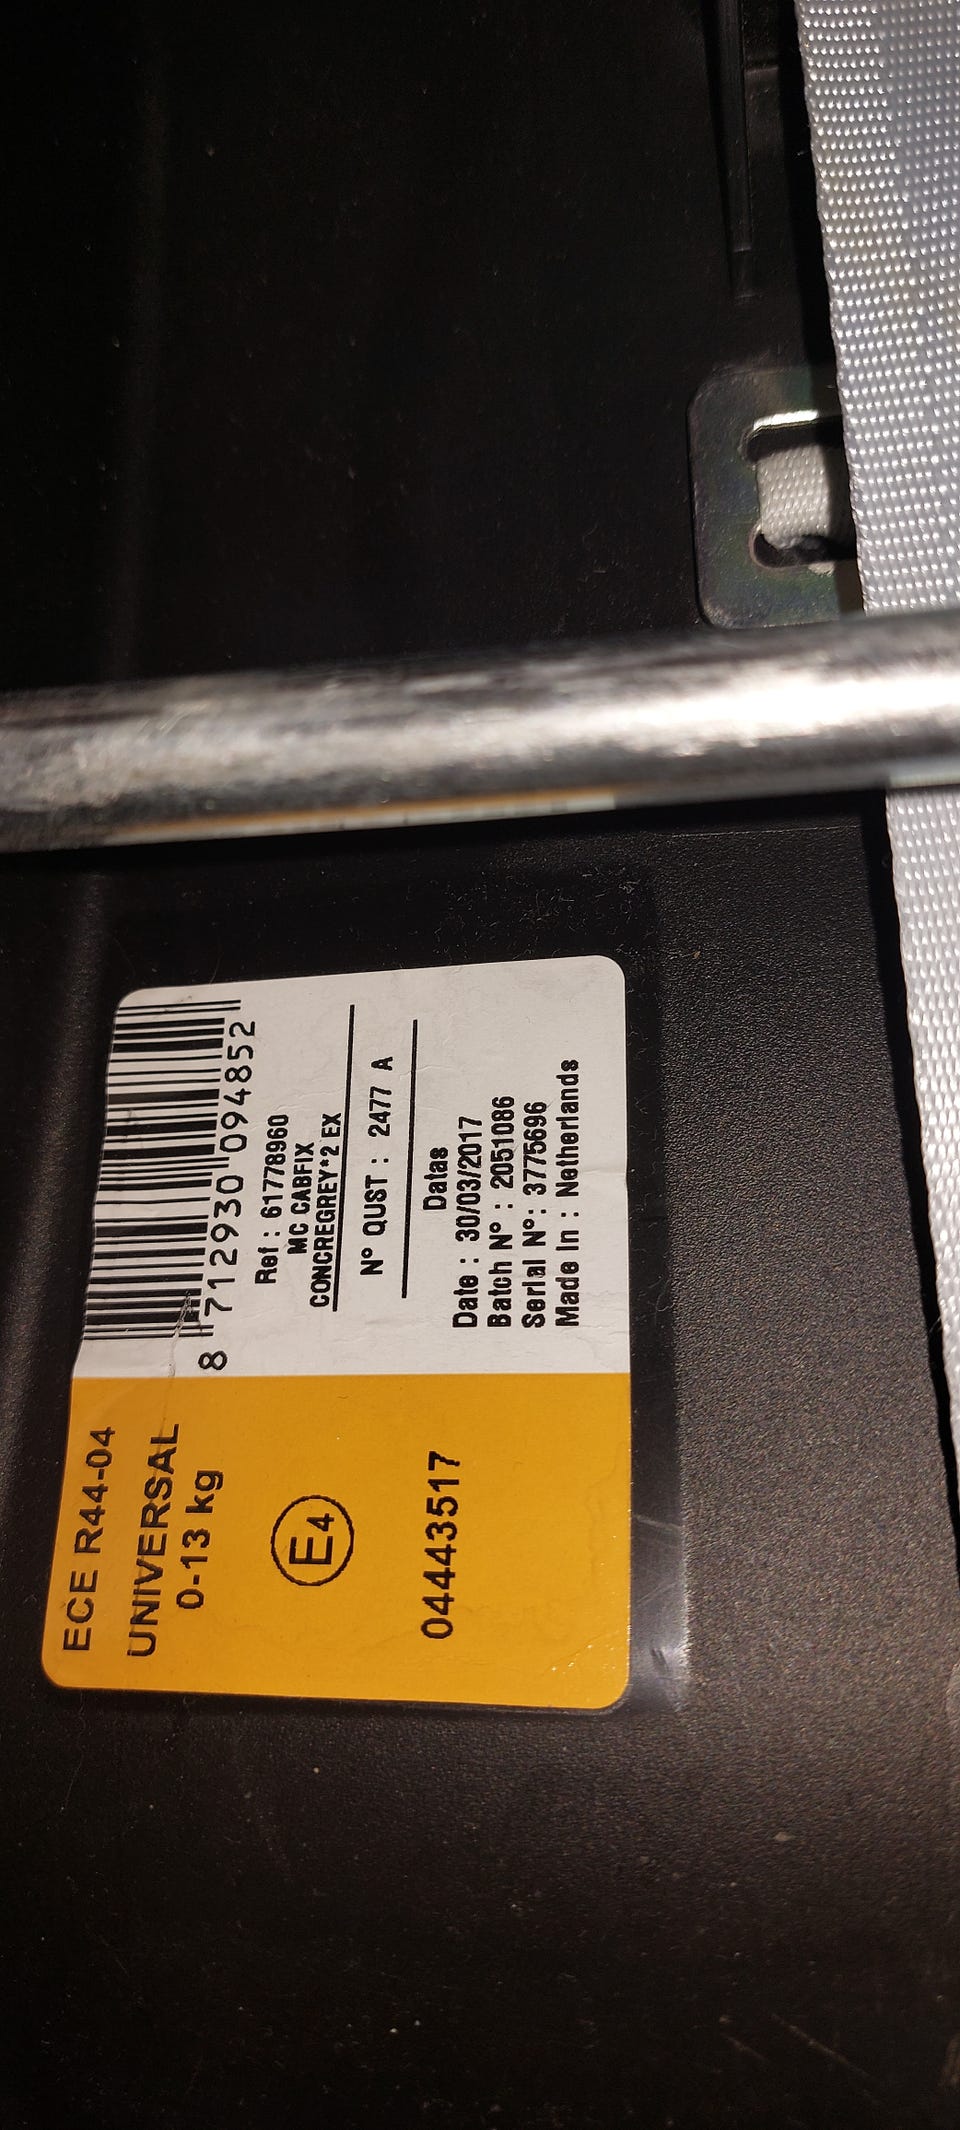 ECE R44-04
UNIVERSAL
0-13 kg
E4
04443517
8 712930 094852
Ref : 61778960
MC CABFIX
CONCREGREY*2 EX
N° QUST : 2477 A
Datas
Date : 30/03/2017
Batch N° : 2051086
Serial N°: 3775696
Made In : Netherlands